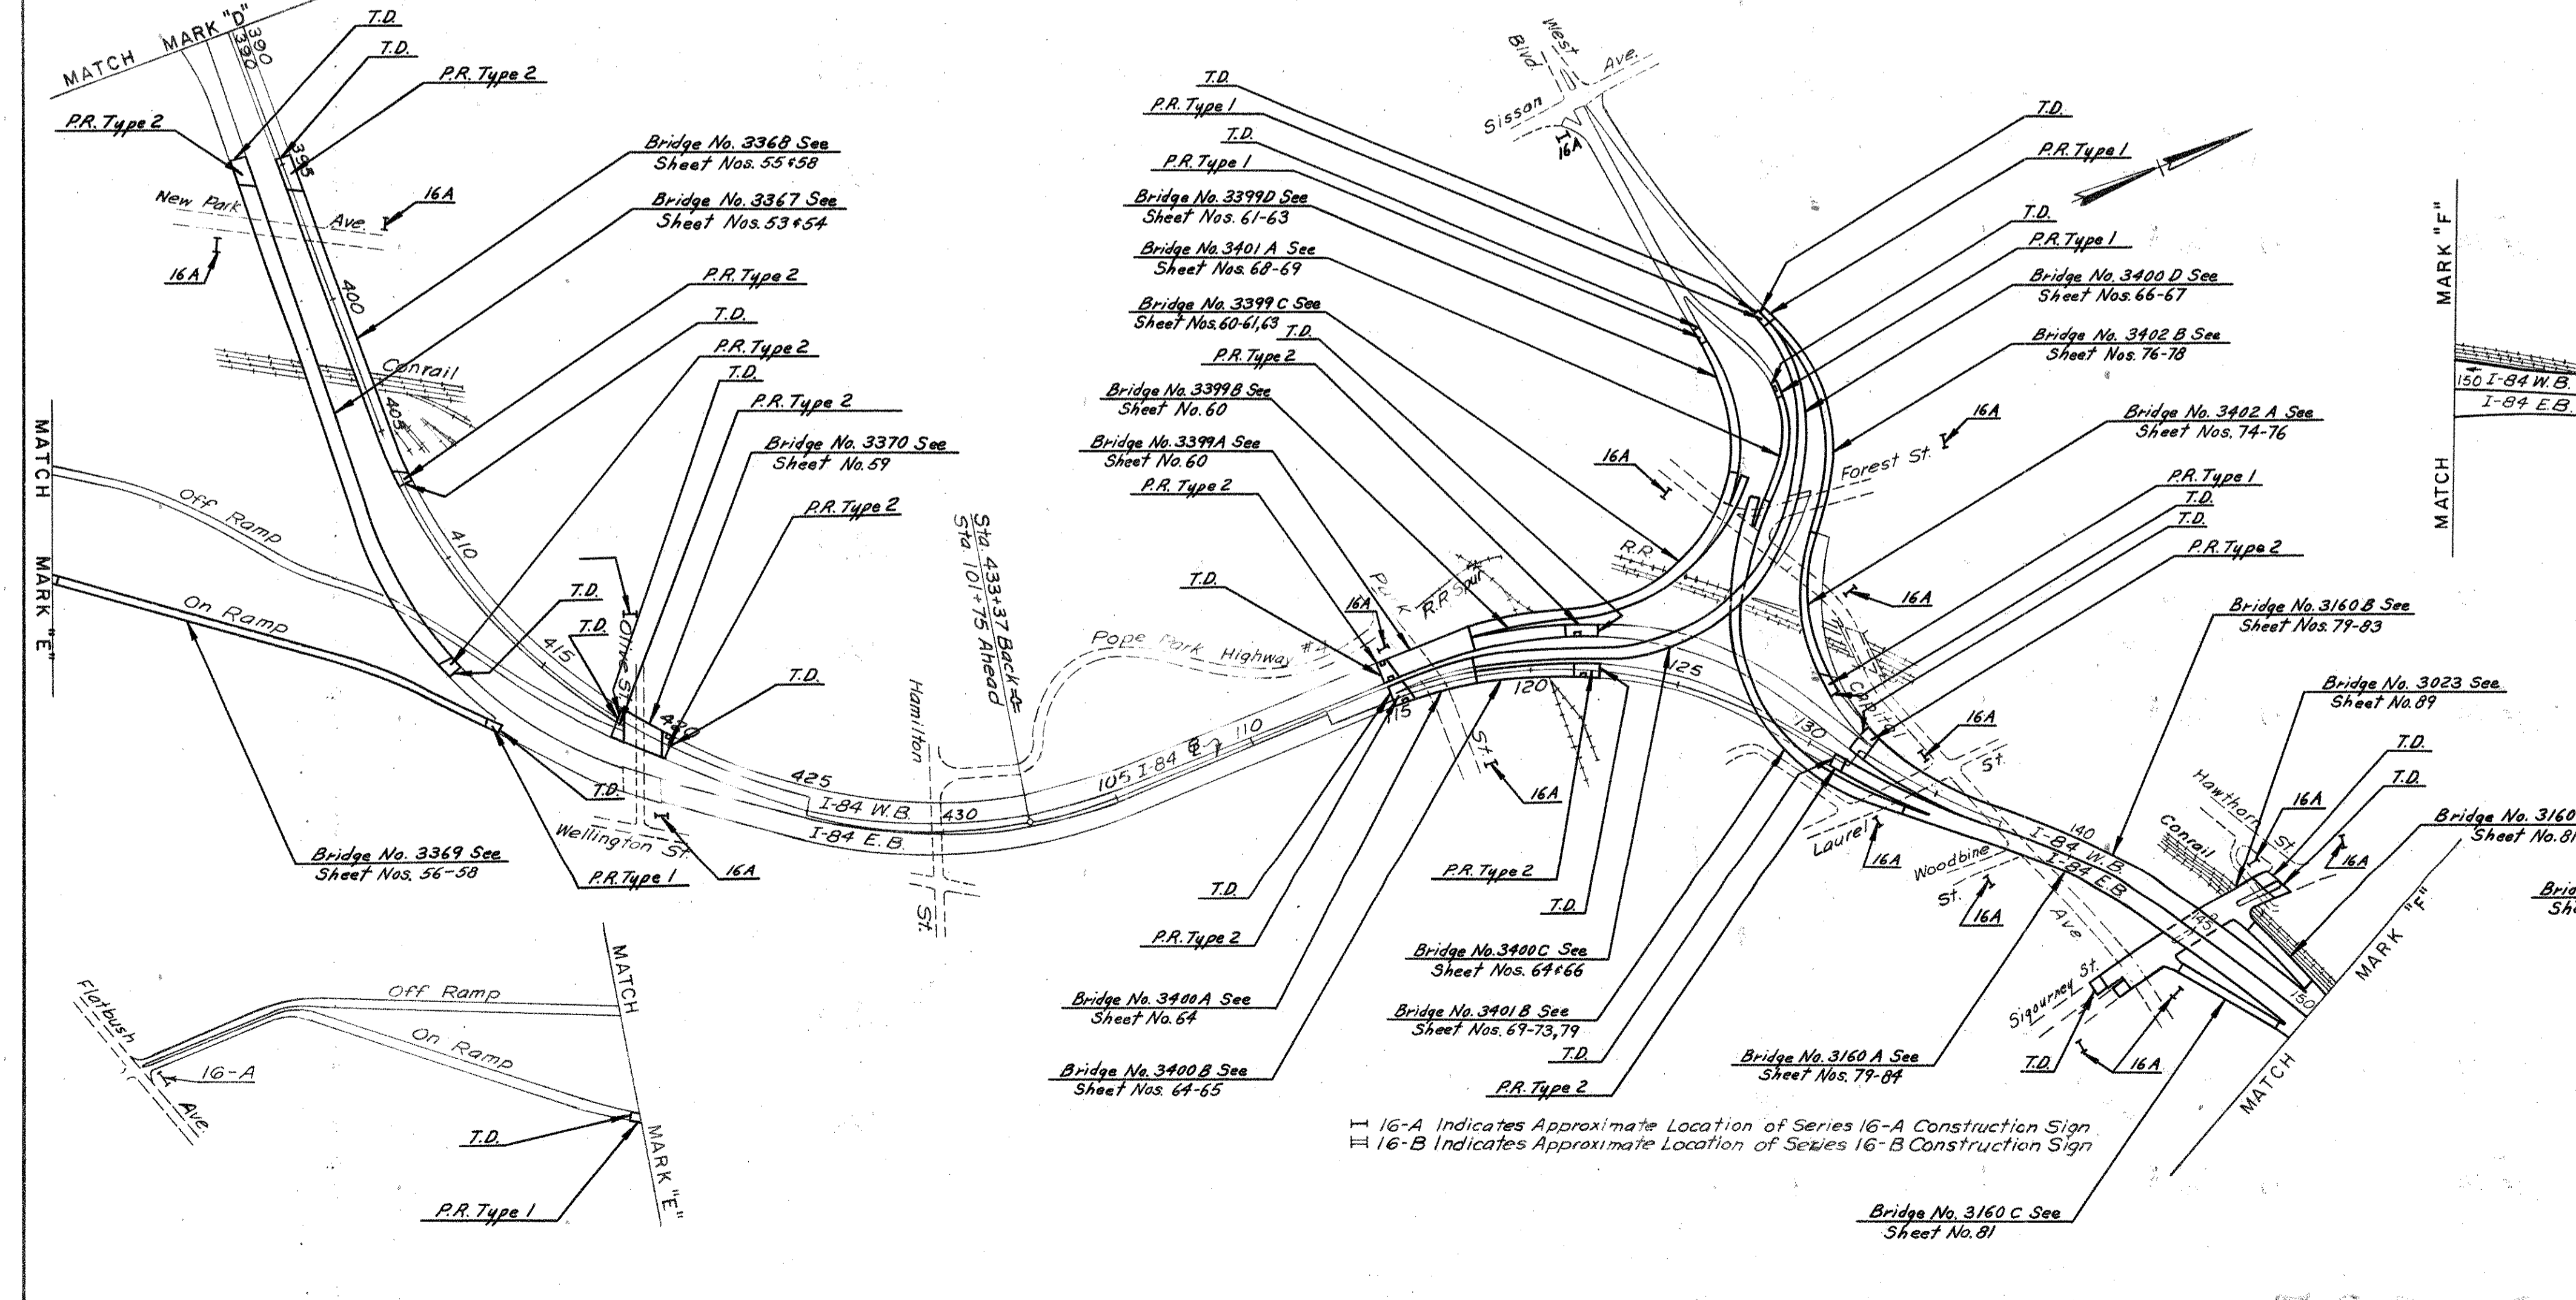 MATCH MARK "D"
390
390
T.D.
T.D.
P.R. Type 2
P.R. Type 2
395
Bridge No. 3368 See
Sheet Nos. 55 & 58
Bridge No. 3367 See
Sheet Nos. 53 & 54
New Park Ave.
16A
16A
400
P.R. Type 2
T.D.
P.R. Type 2
T.D.
P.R. Type 2
Conrail
405
Bridge No. 3370 See
Sheet No. 59
P.R. Type 2
MATCH MARK "E"
Off Ramp
On Ramp
410
415
T.D.
T.D.
Olive St.
420
T.D.
T.D.
Wellington St.
16A
Bridge No. 3369 See
Sheet Nos. 56-58
P.R. Type 1
425
I-84 W.B.
430
I-84 E.B.
Hamilton
St.
Sta. 433+37 Back =
Sta. 101+75 Ahead
Pope Park Highway #4
105 I-84 ℄ 110
115
MATCH
MARK "E"
Off Ramp
On Ramp
Flatbush
Ave.
16-A
T.D.
P.R. Type 1
West
Blvd.
Sisson Ave.
16A
T.D.
P.R. Type 1
T.D.
P.R. Type 1
Bridge No. 3399D See
Sheet Nos. 61-63
Bridge No. 3401 A See
Sheet Nos. 68-69
Bridge No. 3399 C See
Sheet Nos. 60-61, 63
T.D.
P.R. Type 2
Bridge No. 3399B See
Sheet No. 60
Bridge No. 3399A See
Sheet No. 60
P.R. Type 2
T.D.
16A
Park
St.
R.R. Spur
R.R.
16A
T.D.
P.R. Type 1
T.D.
P.R. Type 1
Bridge No. 3400 D See
Sheet Nos. 66-67
Bridge No. 3402 B See
Sheet Nos. 76-78
16A
Bridge No. 3402 A See
Sheet Nos. 74-76
Forest St.
P.R. Type 1
T.D.
T.D.
P.R. Type 2
16A
Bridge No. 3160 B See
Sheet Nos. 79-83
Bridge No. 3023 See
Sheet No. 89
T.D.
T.D.
120
125
130
Capitol
Ave.
16A
St.
Hawthorn
St.
16A
16A
Conrail
Bridge No. 3160
Sheet No. 81
140
I-84 W.B.
I-84 E.B.
145
150
MATCH MARK "F"
16A
T.D.
P.R. Type 2
P.R. Type 2
T.D.
Bridge No. 3400 C See
Sheet Nos. 64 & 66
Bridge No. 3400 A See
Sheet No. 64
Bridge No. 3401 B See
Sheet Nos. 69-73, 79
Bridge No. 3400 B See
Sheet Nos. 64-65
T.D.
P.R. Type 2
Laurel
16A
Woodbine
St.
16A
Bridge No. 3160 A See
Sheet Nos. 79-84
Sigourney St.
T.D.
16A
Bridge No. 3160 C See
Sheet No. 81
16-A Indicates Approximate Location of Series 16-A Construction Sign
16-B Indicates Approximate Location of Series 16-B Construction Sign
MATCH MARK "F"
150 I-84 W.B.
I-84 E.B.